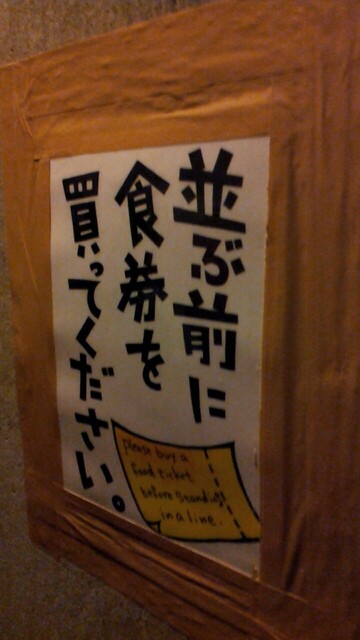 並ぶ前に
食券を
買ってください。
please buy a
food ticket
before standing
in a line.